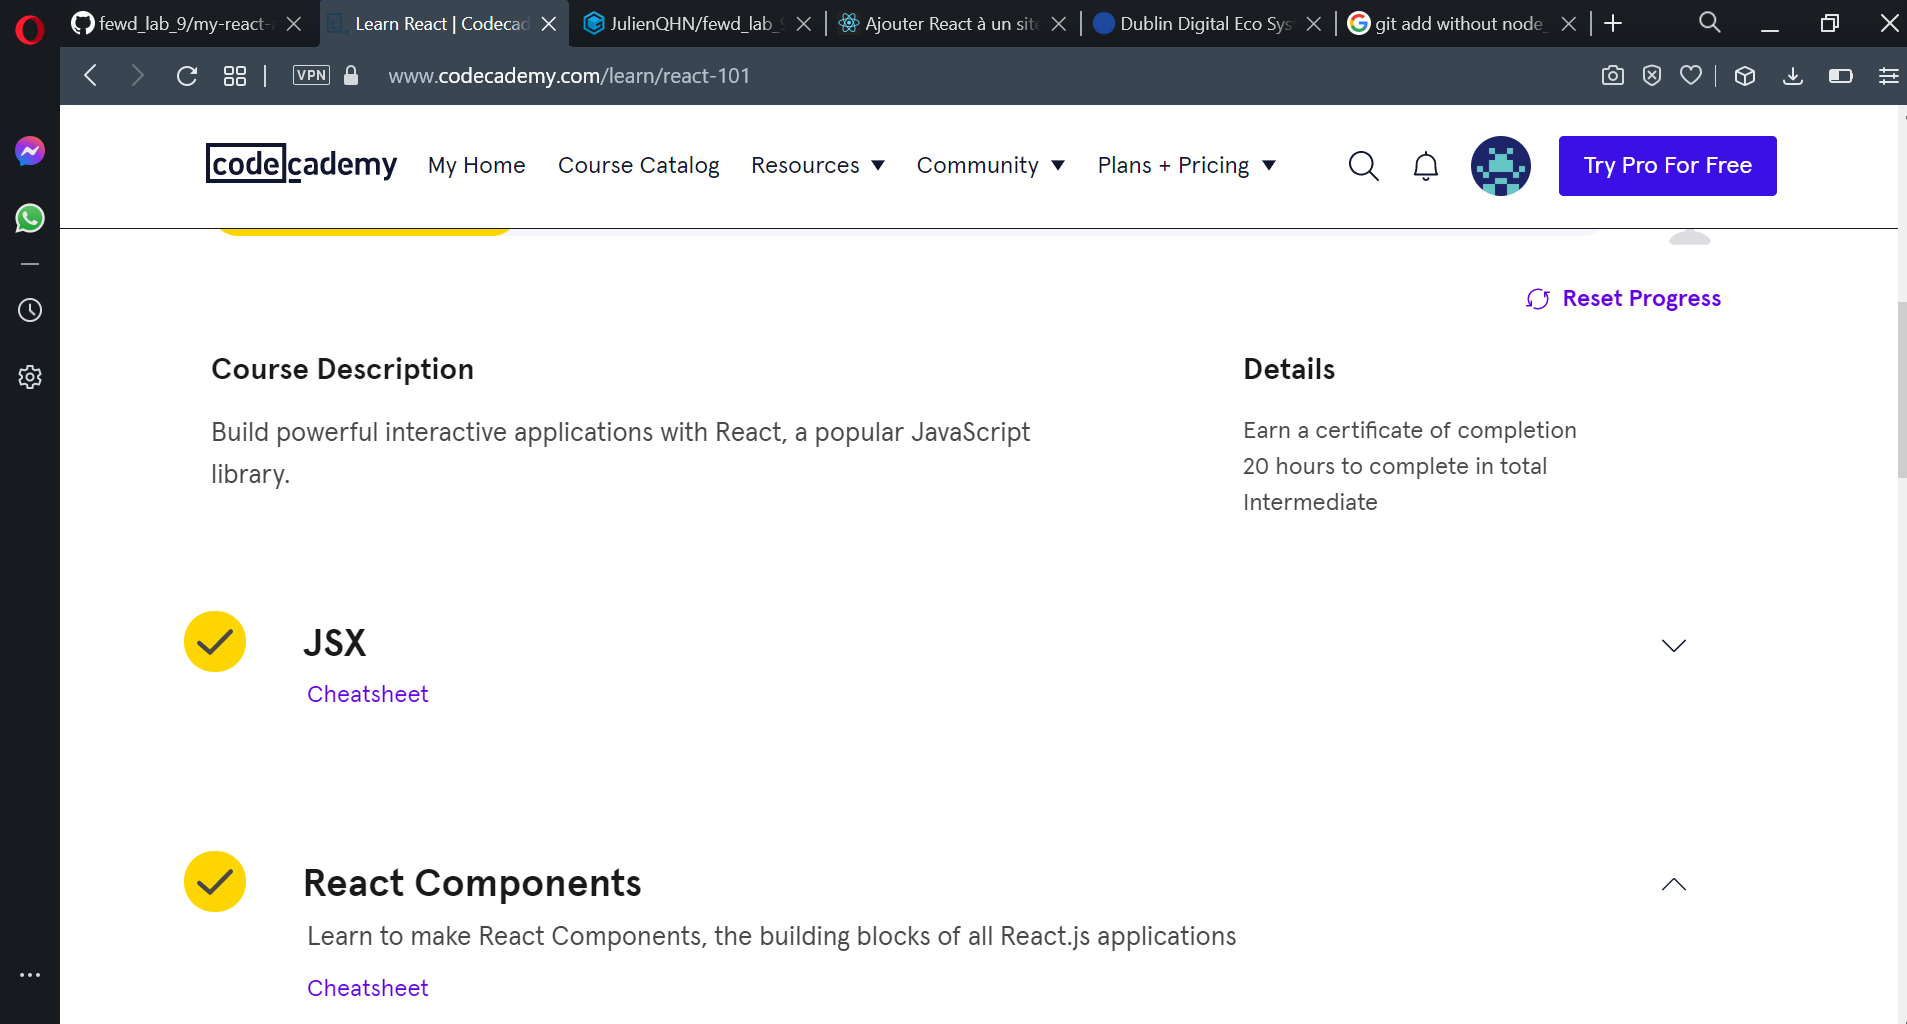 fewd_lab_9/my-react-a
Learn React | Codecad
JulienQHN/fewd_lab_9
Ajouter React à un site
Dublin Digital Eco Sys
git add without node_
VPN
www.codecademy.com/learn/react-101
codecademy
My Home
Course Catalog
Resources
Community
Plans + Pricing
Try Pro For Free
Reset Progress
Course Description
Details
Build powerful interactive applications with React, a popular JavaScript
library.
Earn a certificate of completion
20 hours to complete in total
Intermediate
JSX
Cheatsheet
React Components
Learn to make React Components, the building blocks of all React.js applications
Cheatsheet